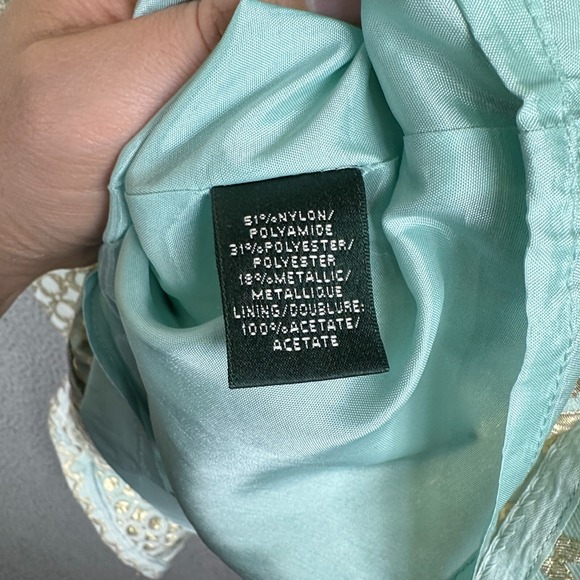 51%NYLON/
POLYAMIDE
31%POLYESTER/
POLYESTER
18%METALLIC/
METALLIQUE
LINING/DOUBLURE:
100%ACETATE/
ACETATE